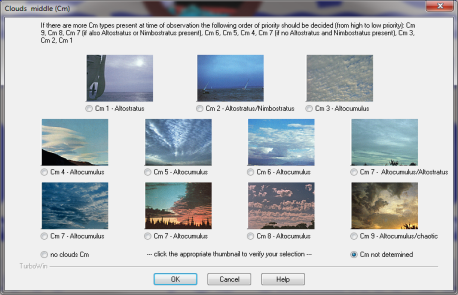 Clouds middle (Cm)
If there are more Cm types present at time of observation the following order of priority should be decided (from high to low priority): Cm
9, Cm 8, Cm 7 (if also Altostratus or Nimbostratus present), Cm 6, Cm 5, Cm 4, Cm 7 (if no Altostratus and Nimbostratus present), Cm 3,
Cm 2, Cm 1
Cm 1 - Altostratus
Cm 2 - Altostratus/Nimbostratus
Cm 3 - Altocumulus
Cm 4 - Altocumulus
Cm 5 - Altocumulus
Cm 6 - Altocumulus
Cm 7 - Altocumulus/Altostratus
Cm 7 - Altocumulus
Cm 7 - Altocumulus
Cm 8 - Altocumulus
Cm 9 - Altocumulus/chaotic
no clouds Cm
--- click the appropriate thumbnail to verify your selection ---
Cm not determined
TurboWin
OK
Cancel
Help